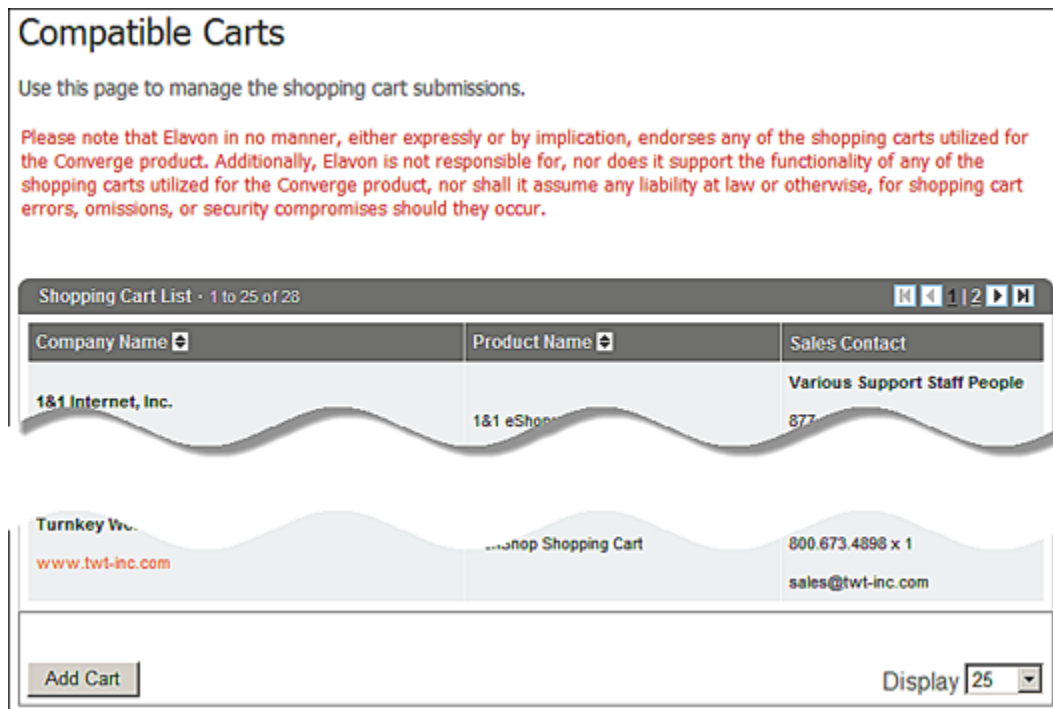 Compatible Carts
Use this page to manage the shopping cart submissions.
Please note that Elavon in no manner, either expressly or by implication, endorses any of the shopping carts utilized for
the Converge product. Additionally, Elavon is not responsible for, nor does it support the functionality of any of the
shopping carts utilized for the Converge product, nor shall it assume any liability at law or otherwise, for shopping cart
errors, omissions, or security compromises should they occur.
Shopping Cart List · 1 to 25 of 28 1 | 2
Company Name Product Name Sales Contact
Various Support Staff People
1&1 Internet, Inc.
1&1 877
Turnkey
Shopping Cart 800.673.4898 x 1
www.twt-inc.com
sales@twt-inc.com
Add Cart Display 25